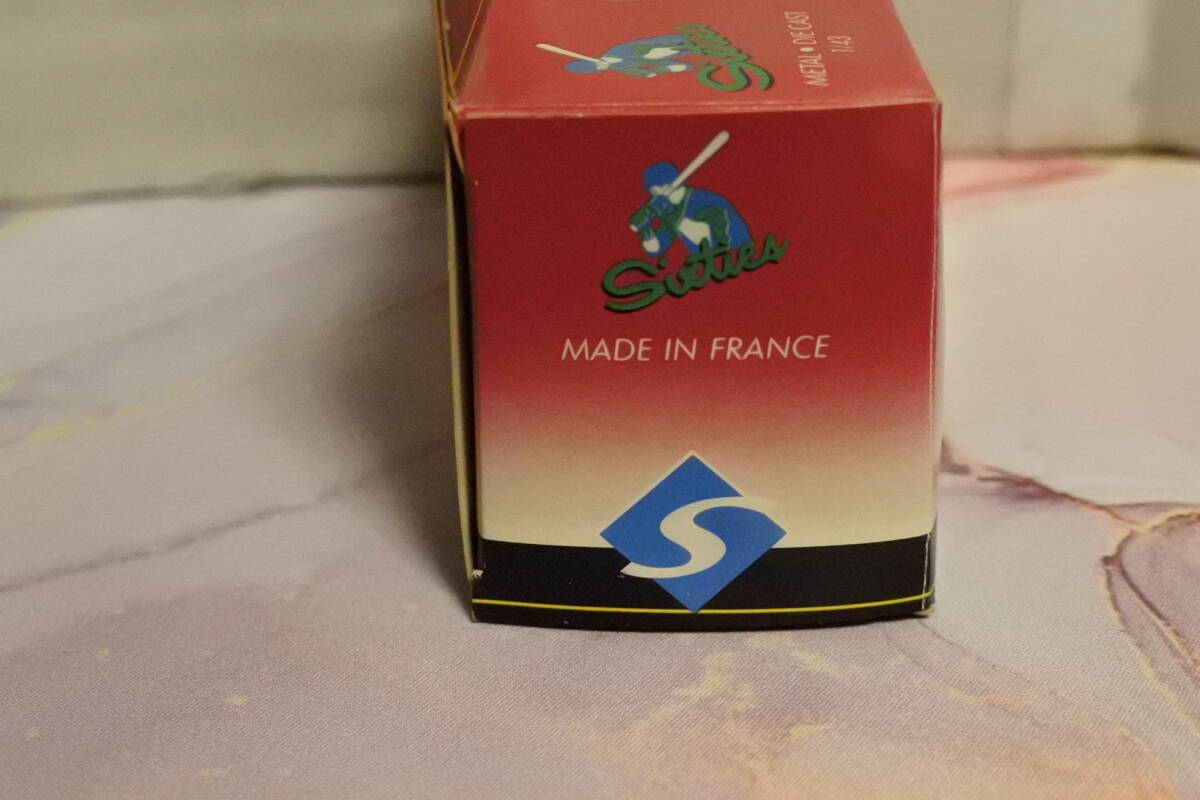 Sixties
METAL • DIE CAST
1/43
Sixties
MADE IN FRANCE
S